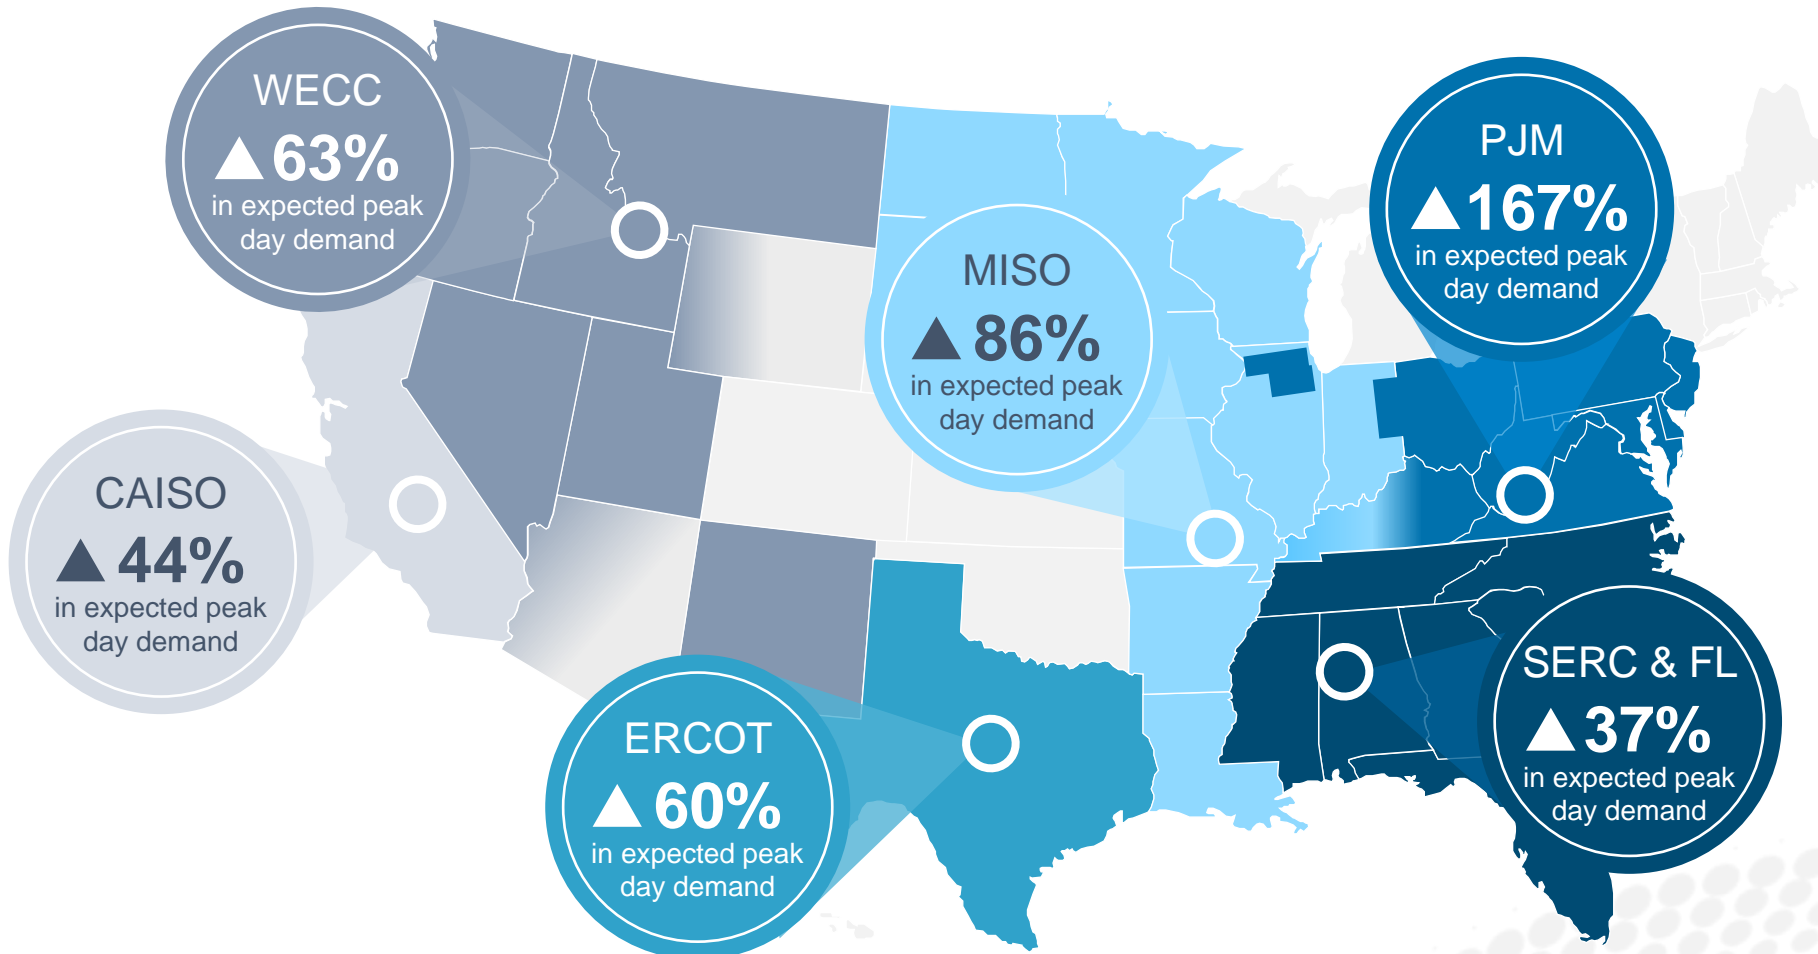 WECC
▲ 63%
in expected peak
day demand
PJM
▲ 167%
in expected peak
day demand
MISO
▲ 86%
in expected peak
day demand
CAISO
▲ 44%
in expected peak
day demand
SERC & FL
▲ 37%
in expected peak
day demand
ERCOT
▲ 60%
in expected peak
day demand